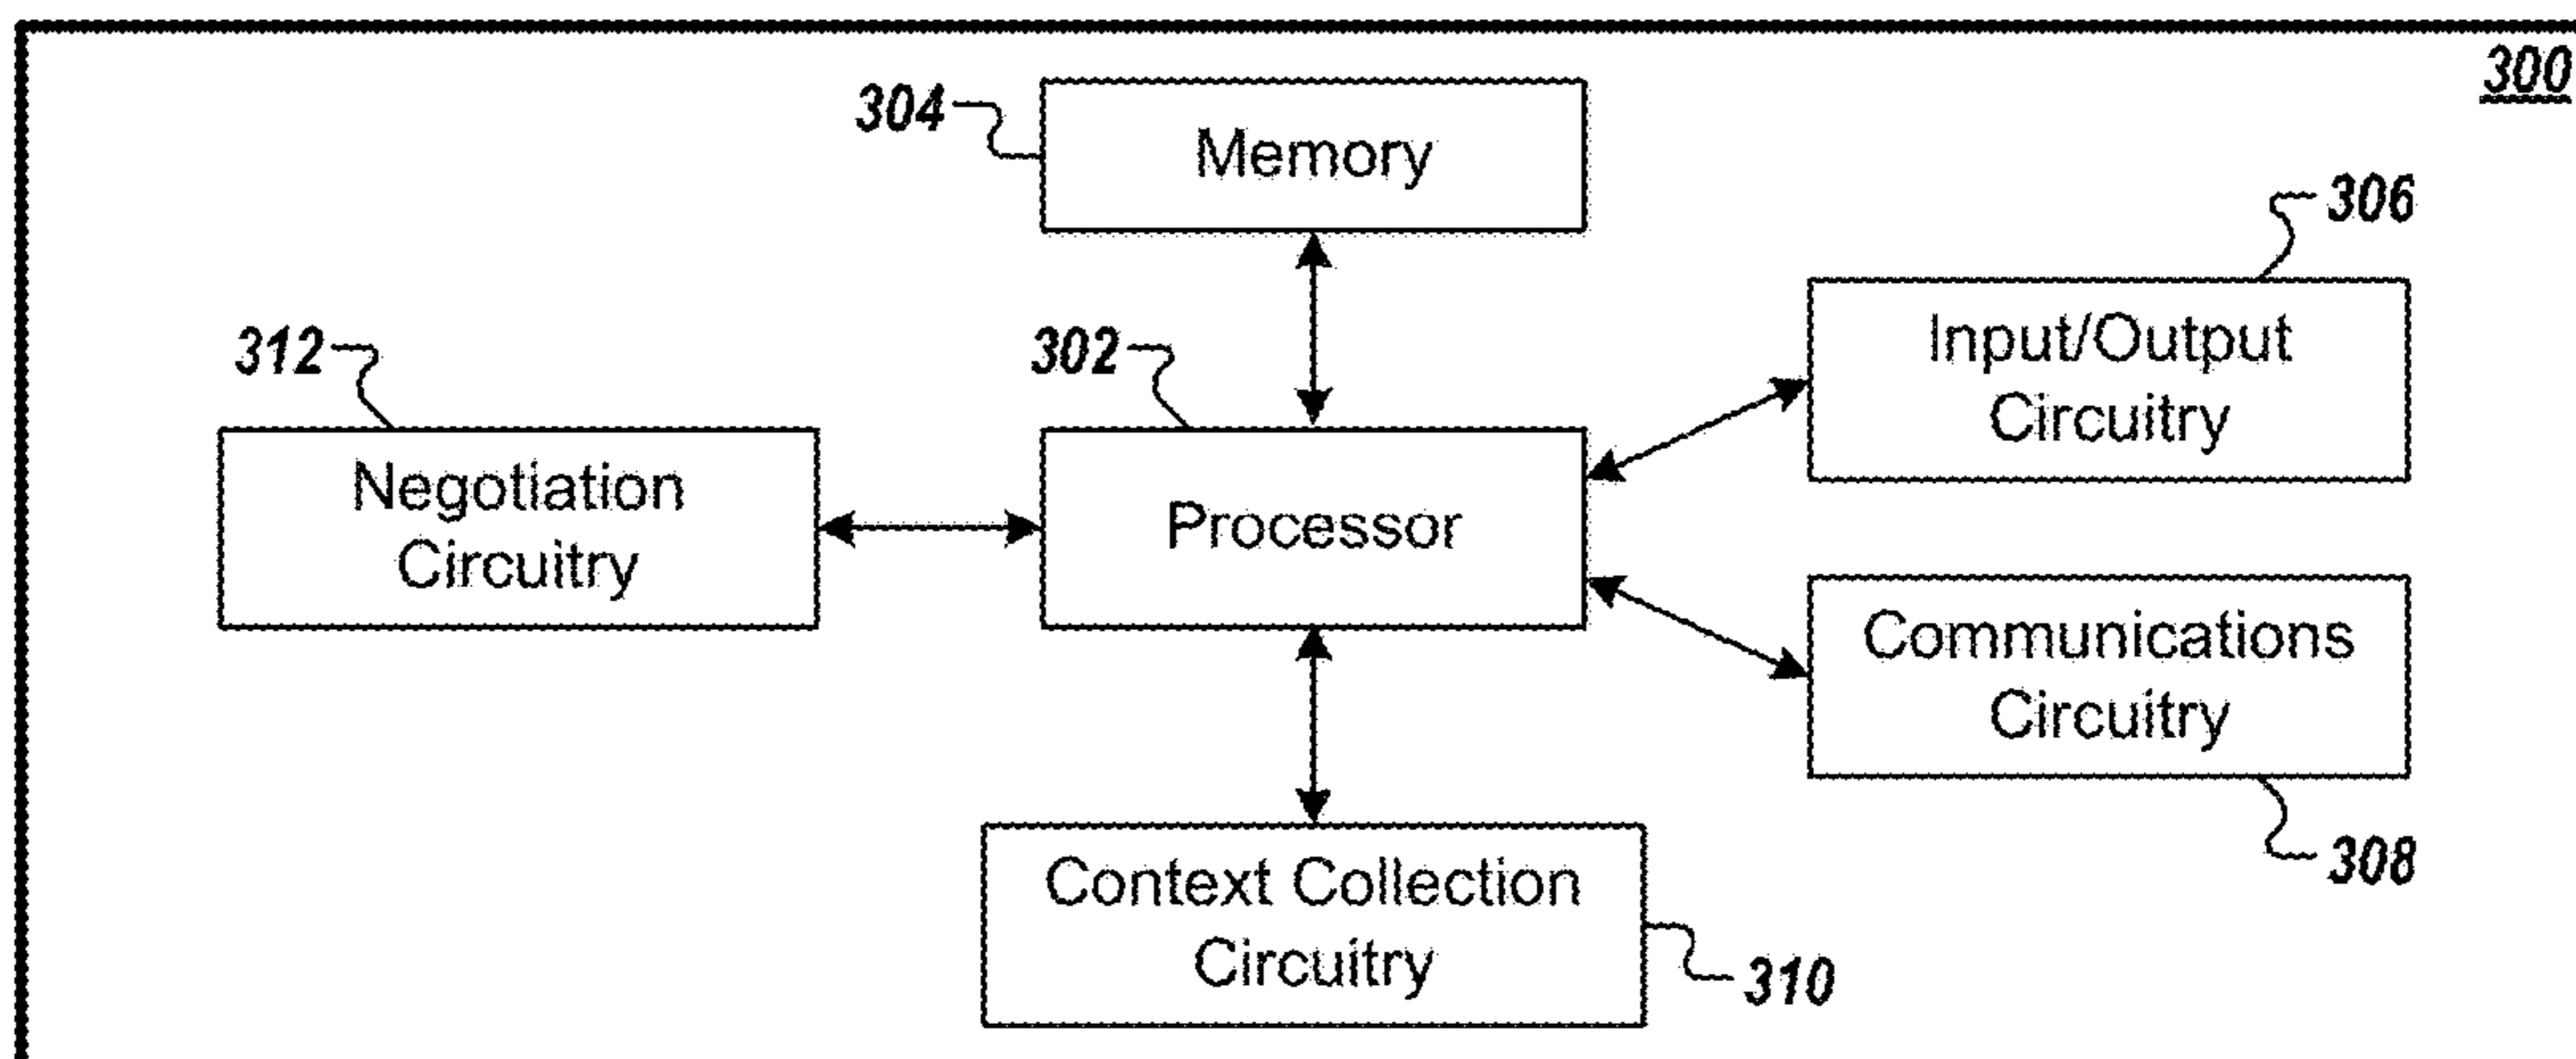 300
304
Memory
306
312
302
Input/Output
Circuitry
Negotiation
Circuitry
Processor
Communications
Circuitry
308
Context Collection
Circuitry
310